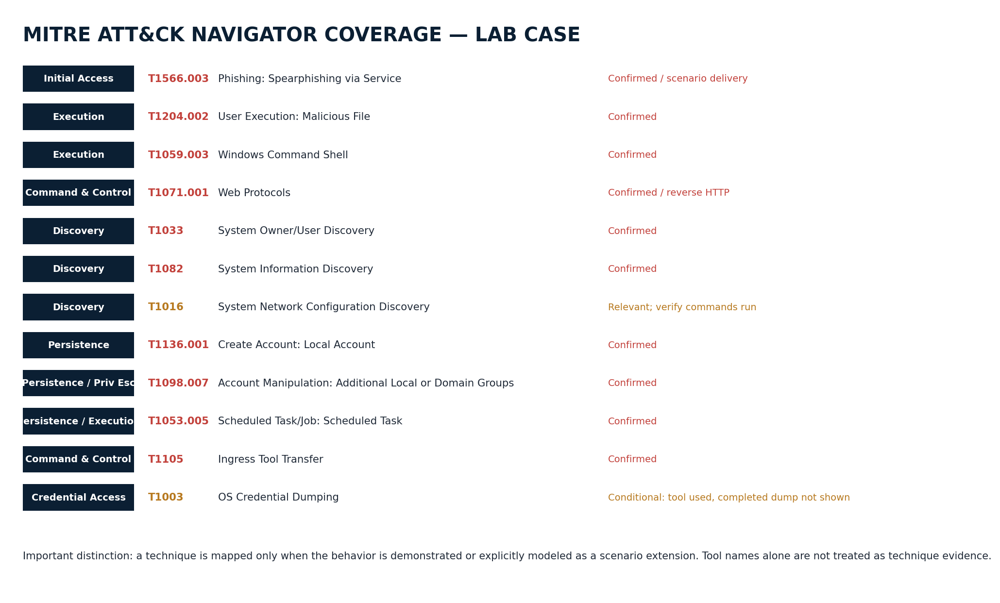 MITRE ATT&CK NAVIGATOR COVERAGE — LAB CASE
Initial Access T1566.003 Phishing: Spearphishing via Service Confirmed / scenario delivery
Execution T1204.002 User Execution: Malicious File Confirmed
Execution T1059.003 Windows Command Shell Confirmed
Command & Control T1071.001 Web Protocols Confirmed / reverse HTTP
Discovery T1033 System Owner/User Discovery Confirmed
Discovery T1082 System Information Discovery Confirmed
Discovery T1016 System Network Configuration Discovery Relevant; verify commands run
Persistence T1136.001 Create Account: Local Account Confirmed
Persistence / Priv Esc T1098.007 Account Manipulation: Additional Local or Domain Groups Confirmed
ersistence / Executio T1053.005 Scheduled Task/Job: Scheduled Task Confirmed
Command & Control T1105 Ingress Tool Transfer Confirmed
Credential Access T1003 OS Credential Dumping Conditional: tool used, completed dump not shown
Important distinction: a technique is mapped only when the behavior is demonstrated or explicitly modeled as a scenario extension. Tool names alone are not treated as technique evidence.